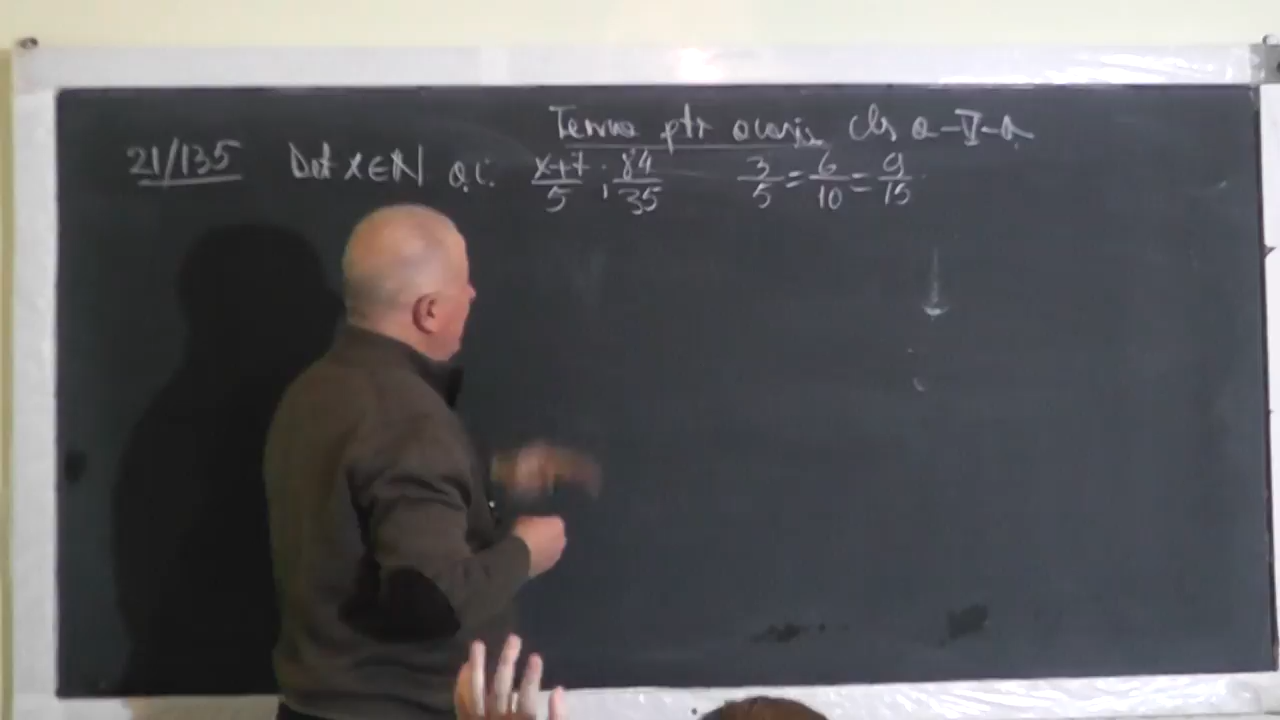 Tema ptr acasă cls a-V-a
21/135 Det x∈N a.î. x+7/5 ; 84/35 3/5 = 6/10 = 9/15